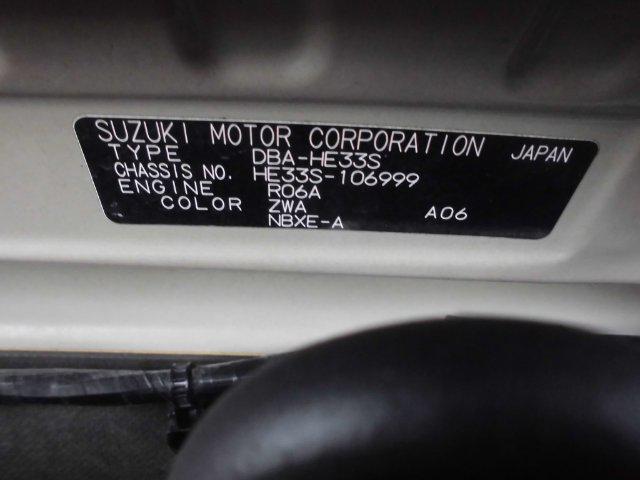 SUZUKI MOTOR CORPORATION JAPAN
TYPE DBA-HE33S
CHASSIS NO. HE33S-106999
ENGINE R06A
COLOR ZWA A06
NBXE-A